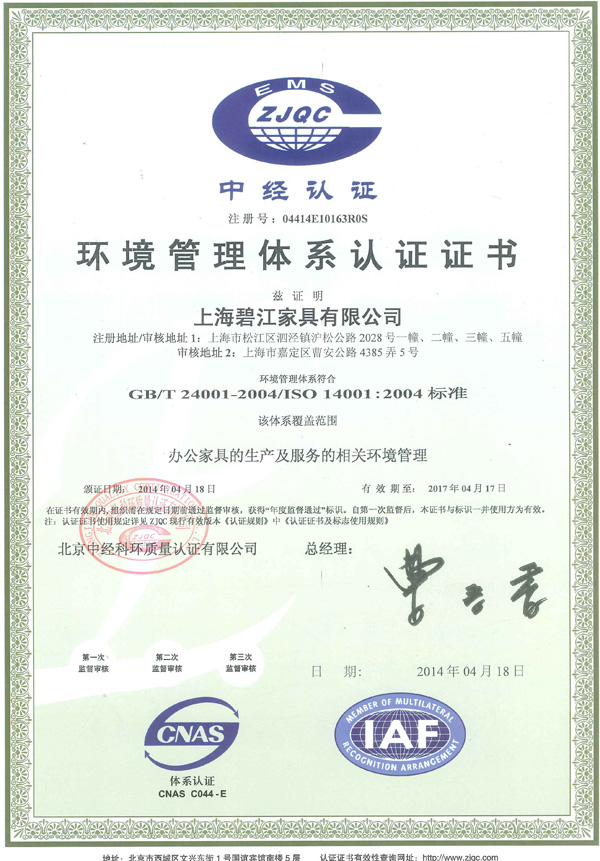 EMS
ZJQC
中经认证
注册号：04414E10163R0S
环境管理体系认证证书
兹证明
上海碧江家具有限公司
注册地址/审核地址 1：上海市松江区泗泾镇沪松公路 2028 号一幢、二幢、三幢、五幢
审核地址 2：上海市嘉定区曹安公路 4385 弄 5 号
环境管理体系符合
GB/T 24001-2004/ISO 14001：2004 标准
该体系覆盖范围
办公家具的生产及服务的相关环境管理
颁证日期：2014 年 04 月 18 日 有效期至：2017 年 04 月 17 日
在证书有效期内，组织需在规定日期前通过监督审核，获得“年度监督通过”标识。自第一次监督后，本证书与标识一并使用方为有效。
注：认证证书使用规定详见 ZJQC 现行有效版本《认证规则》中《认证证书及标志使用规则》
ZJQC
北京中经科环质量认证有限公司 总经理：
第一次 第二次 第三次
监督审核 监督审核 监督审核
日 期： 2014 年 04 月 18 日
CNAS
体系认证
CNAS C044-E
MEMBER OF MULTILATERAL
IAF
RECOGNITION ARRANGEMENT
地址：北京市西城区文兴东街 1 号国谊宾馆南楼 5 层 认证证书有效性查询网址：http://www.zjqc.com